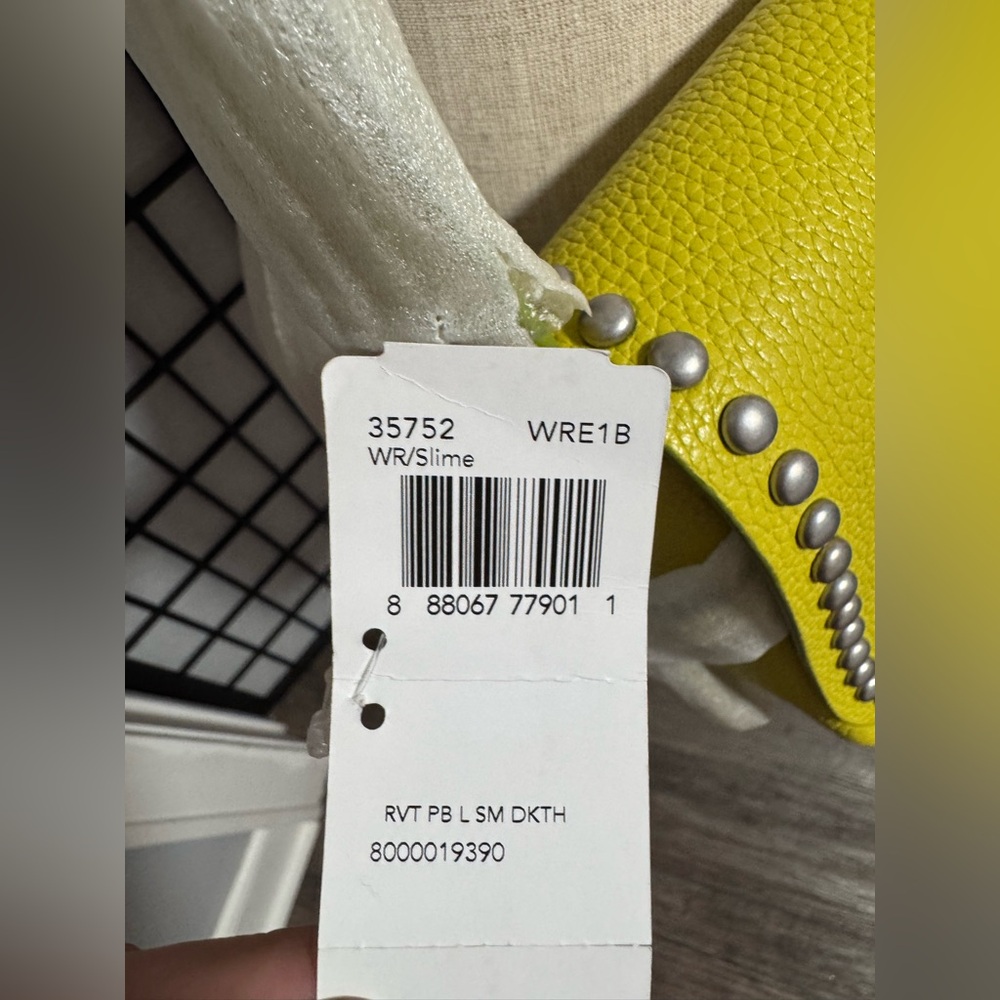 35752 WRE1B
WR/Slime
8 88067 77901 1
RVT PB L SM DKTH
8000019390